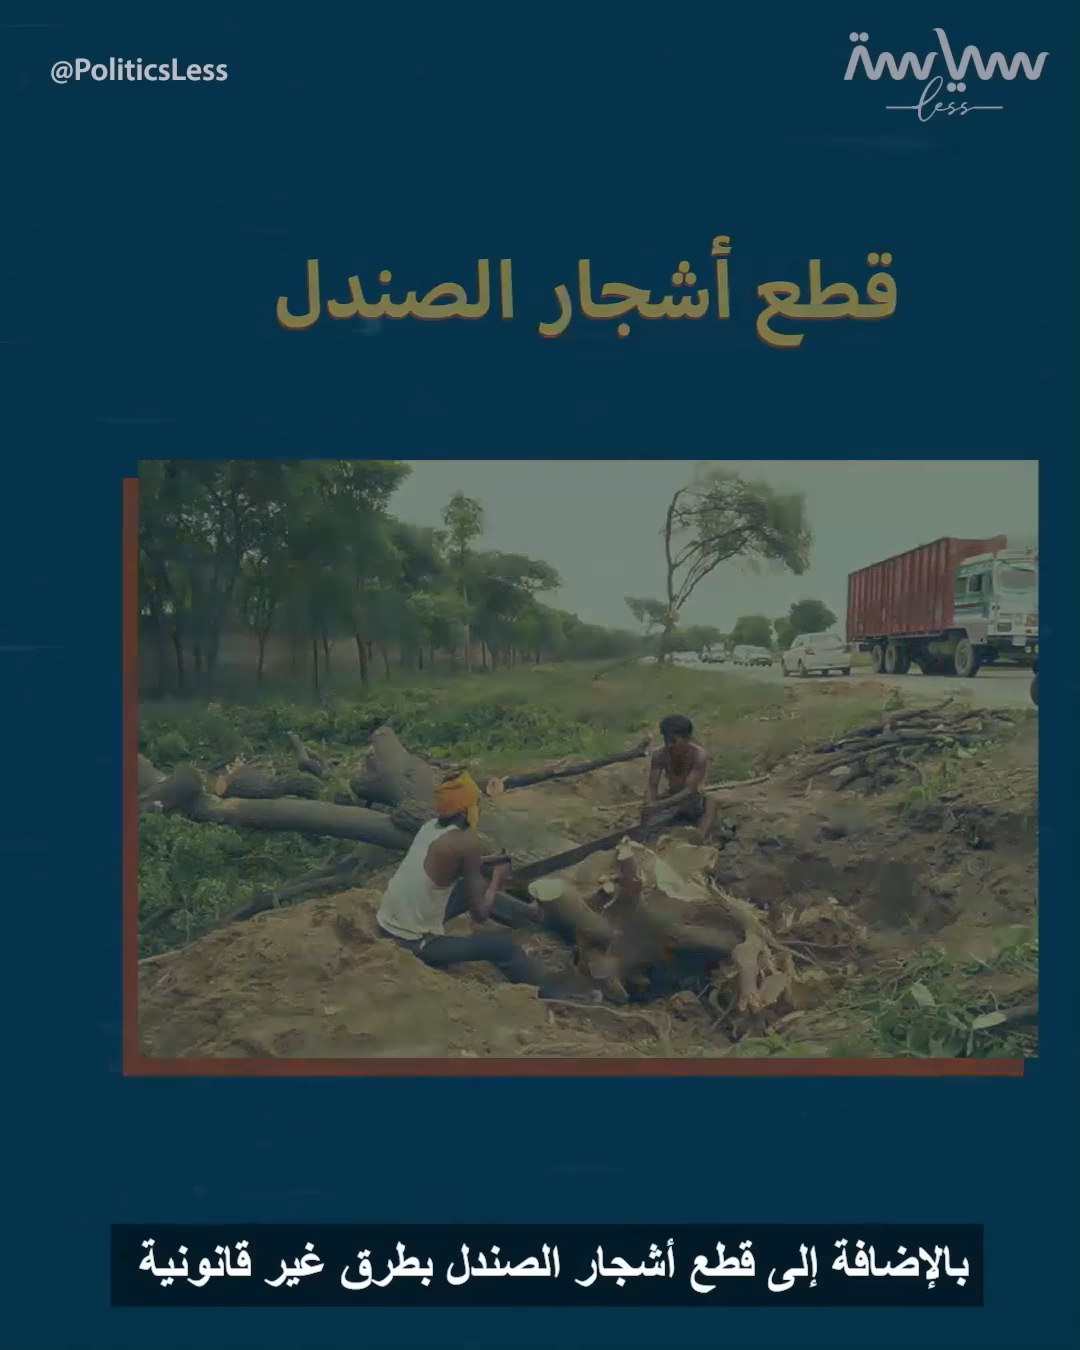 @PoliticsLess
سياسة
less
قطع أشجار الصندل
بالإضافة إلى قطع أشجار الصندل بطرق غير قانونية